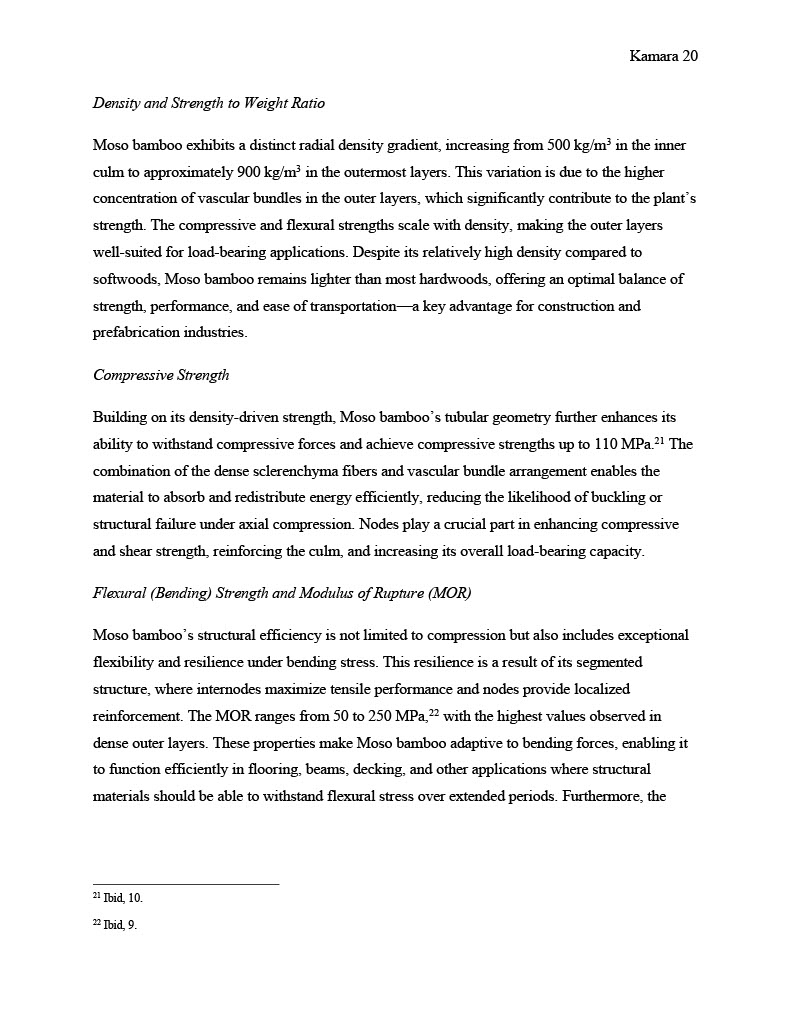 Kamara 20
Density and Strength to Weight Ratio
Moso bamboo exhibits a distinct radial density gradient, increasing from 500 kg/m³ in the inner
culm to approximately 900 kg/m³ in the outermost layers. This variation is due to the higher
concentration of vascular bundles in the outer layers, which significantly contribute to the plant’s
strength. The compressive and flexural strengths scale with density, making the outer layers
well-suited for load-bearing applications. Despite its relatively high density compared to
softwoods, Moso bamboo remains lighter than most hardwoods, offering an optimal balance of
strength, performance, and ease of transportation—a key advantage for construction and
prefabrication industries.
Compressive Strength
Building on its density-driven strength, Moso bamboo’s tubular geometry further enhances its
ability to withstand compressive forces and achieve compressive strengths up to 110 MPa.²¹ The
combination of the dense sclerenchyma fibers and vascular bundle arrangement enables the
material to absorb and redistribute energy efficiently, reducing the likelihood of buckling or
structural failure under axial compression. Nodes play a crucial part in enhancing compressive
and shear strength, reinforcing the culm, and increasing its overall load-bearing capacity.
Flexural (Bending) Strength and Modulus of Rupture (MOR)
Moso bamboo’s structural efficiency is not limited to compression but also includes exceptional
flexibility and resilience under bending stress. This resilience is a result of its segmented
structure, where internodes maximize tensile performance and nodes provide localized
reinforcement. The MOR ranges from 50 to 250 MPa,²² with the highest values observed in
dense outer layers. These properties make Moso bamboo adaptive to bending forces, enabling it
to function efficiently in flooring, beams, decking, and other applications where structural
materials should be able to withstand flexural stress over extended periods. Furthermore, the
²¹ Ibid, 10.
²² Ibid, 9.